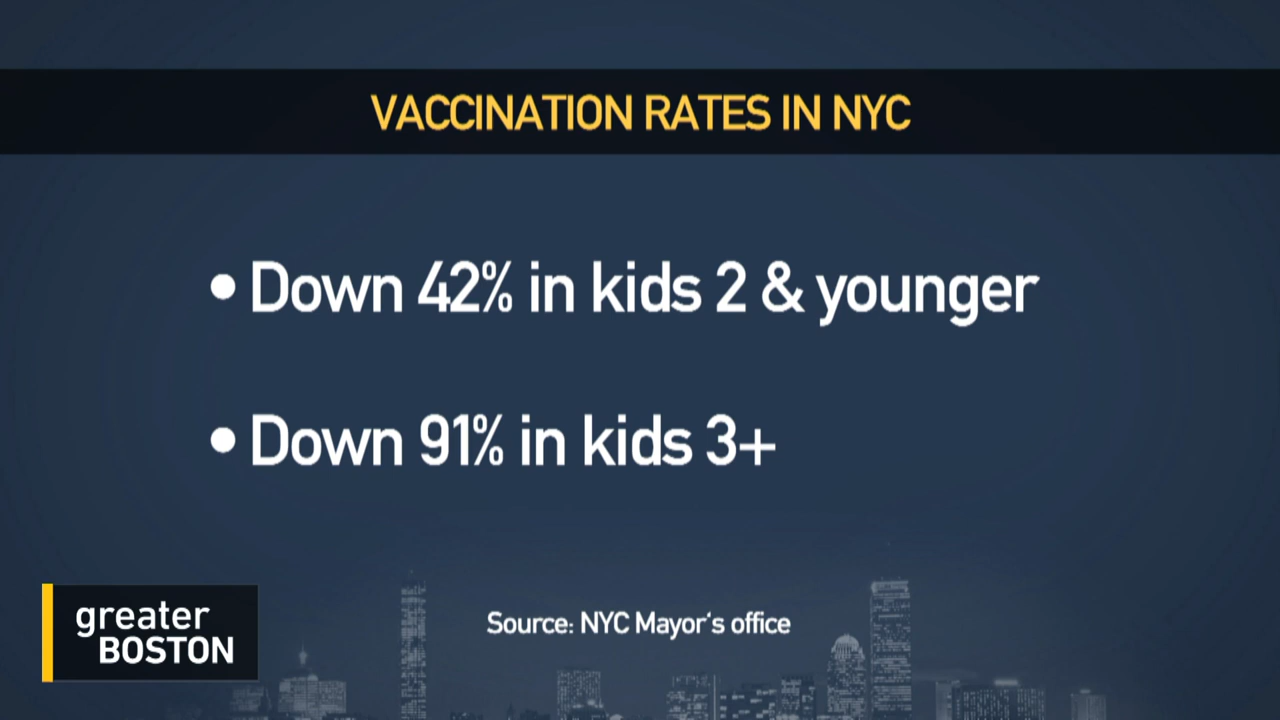 VACCINATION RATES IN NYC
• Down 42% in kids 2 & younger
• Down 91% in kids 3+
Source: NYC Mayor's office
greater
BOSTON